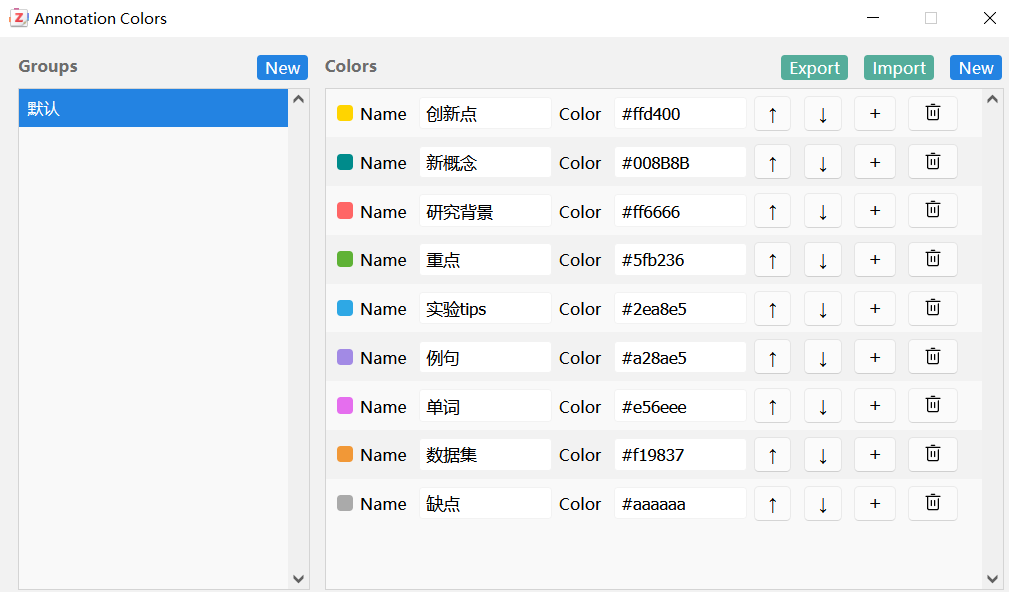 Annotation Colors
Groups New Colors Export Import New
默认
Name 创新点 Color #ffd400 ↑ ↓ +
Name 新概念 Color #008B8B ↑ ↓ +
Name 研究背景 Color #ff6666 ↑ ↓ +
Name 重点 Color #5fb236 ↑ ↓ +
Name 实验tips Color #2ea8e5 ↑ ↓ +
Name 例句 Color #a28ae5 ↑ ↓ +
Name 单词 Color #e56eee ↑ ↓ +
Name 数据集 Color #f19837 ↑ ↓ +
Name 缺点 Color #aaaaaa ↑ ↓ +